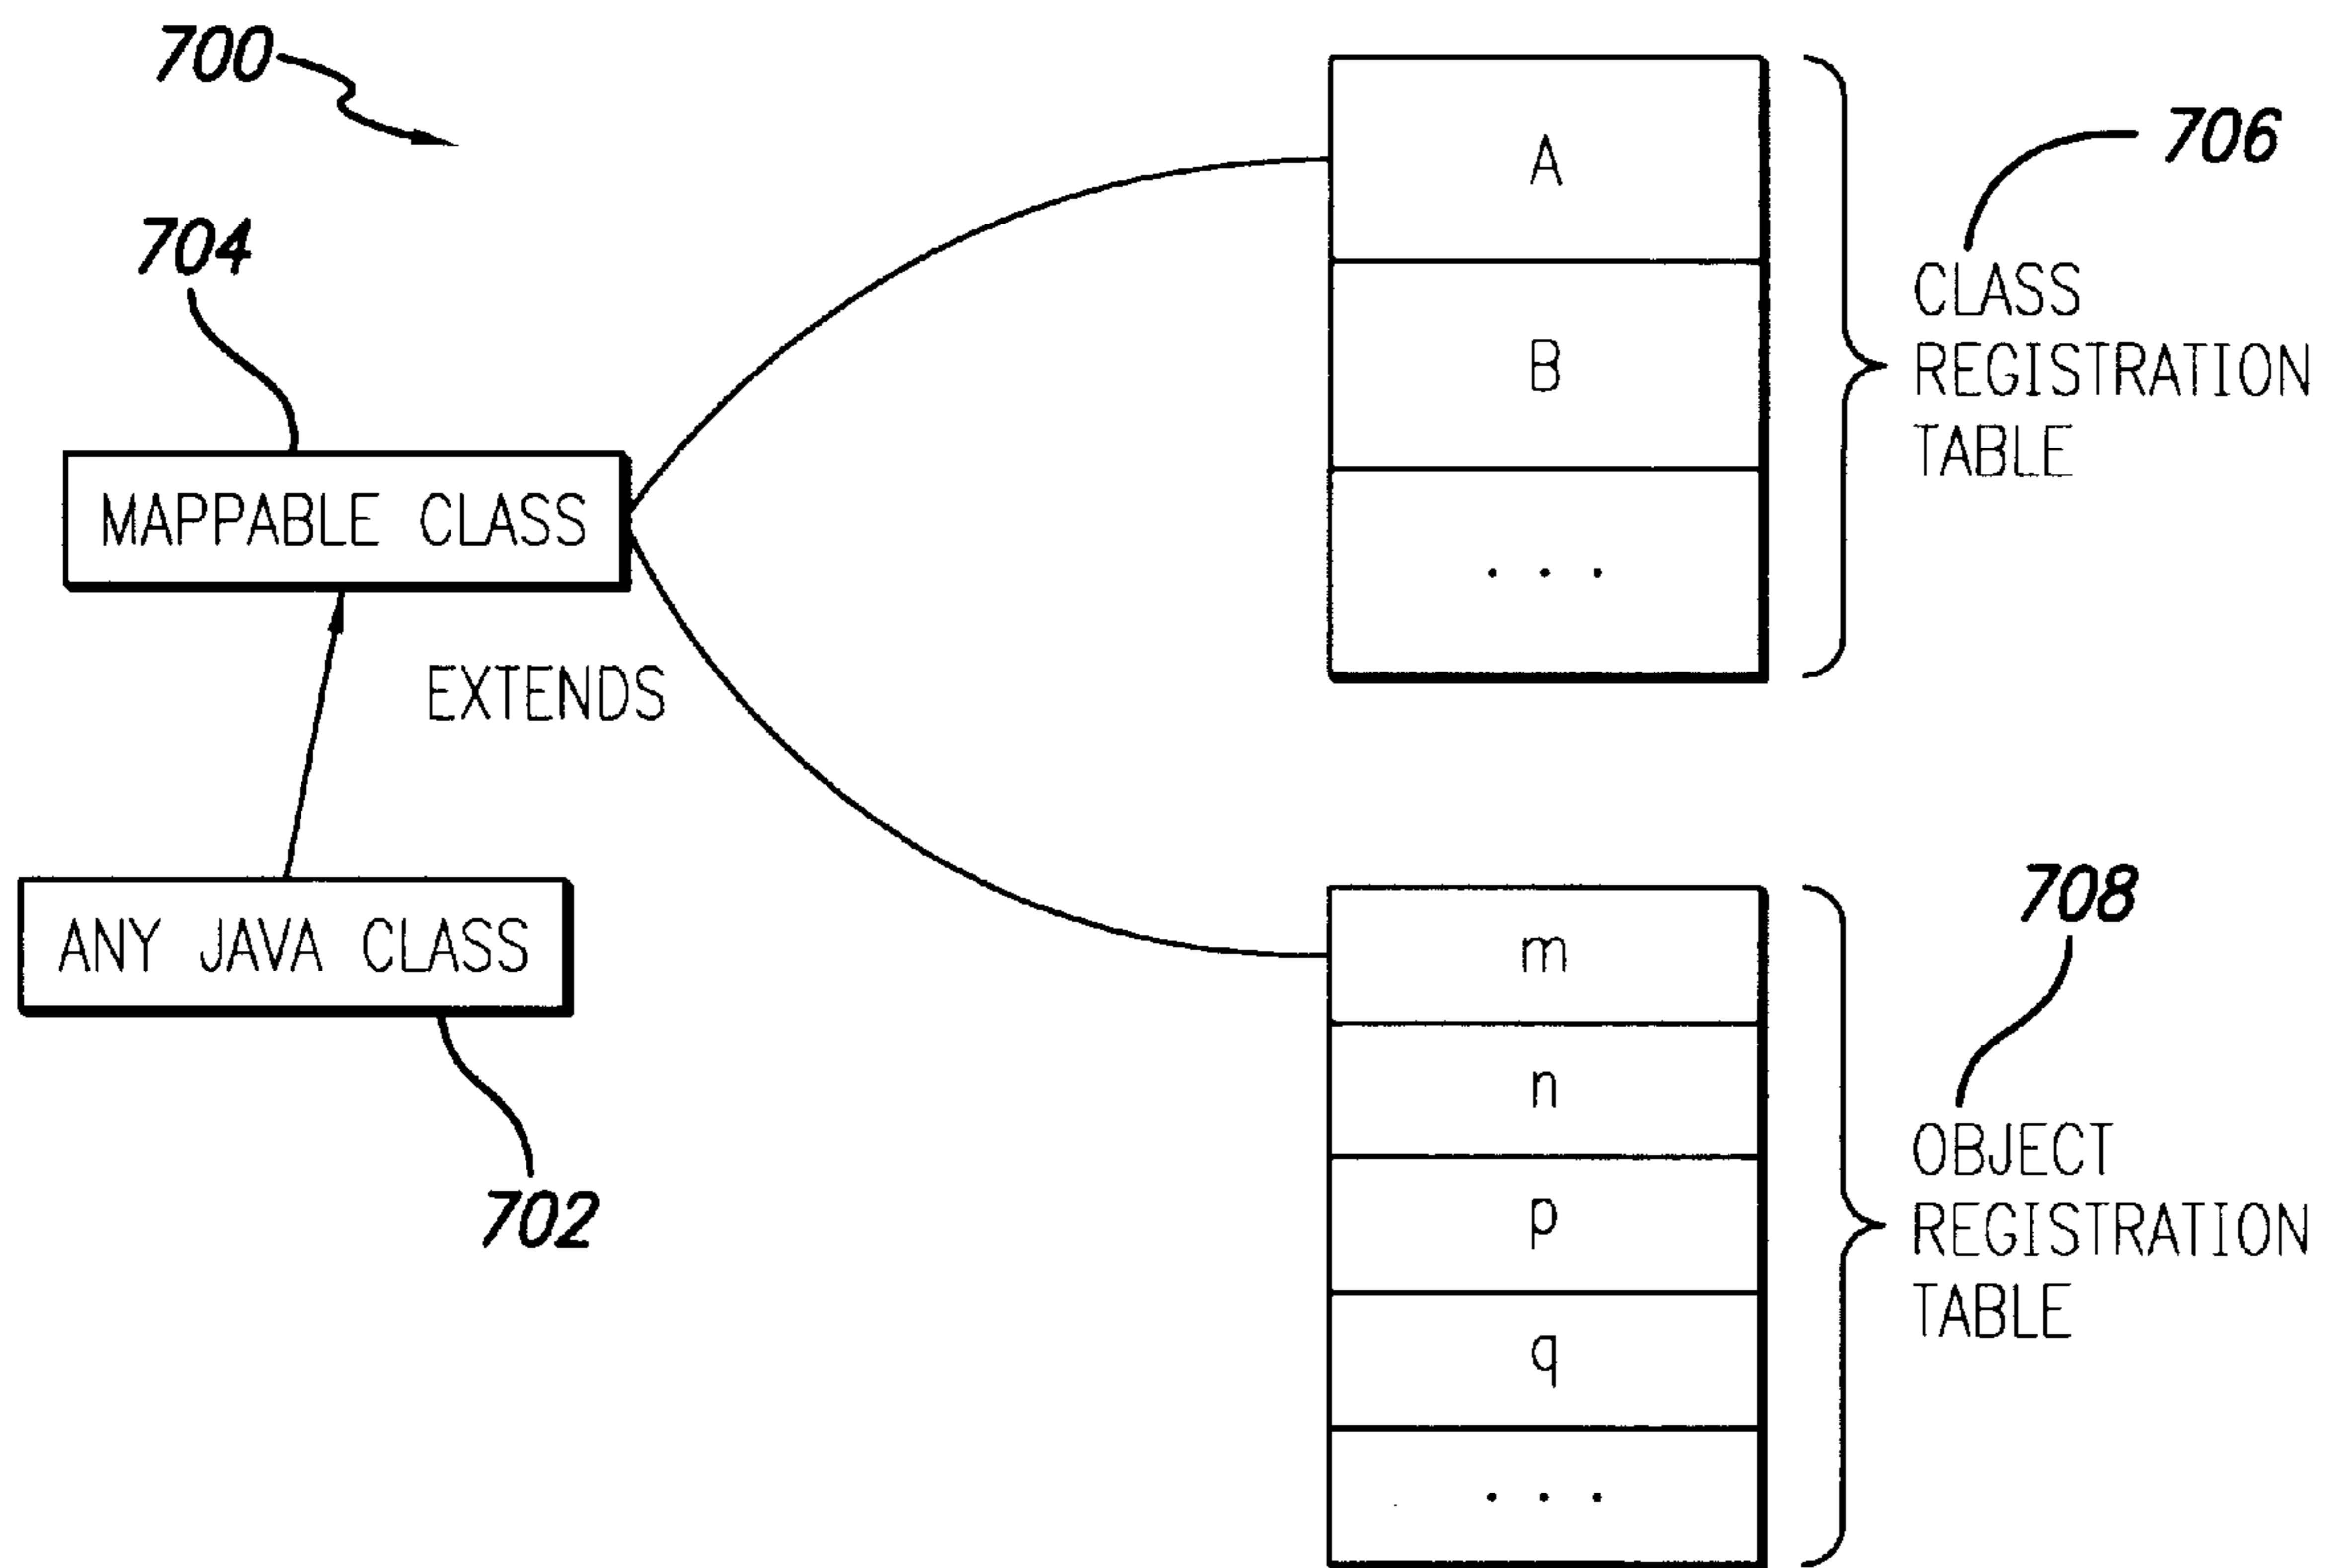 700
704
MAPPABLE CLASS
EXTENDS
ANY JAVA CLASS
702
A
B
. . .
706
CLASS
REGISTRATION
TABLE
m
n
p
q
. . .
708
OBJECT
REGISTRATION
TABLE